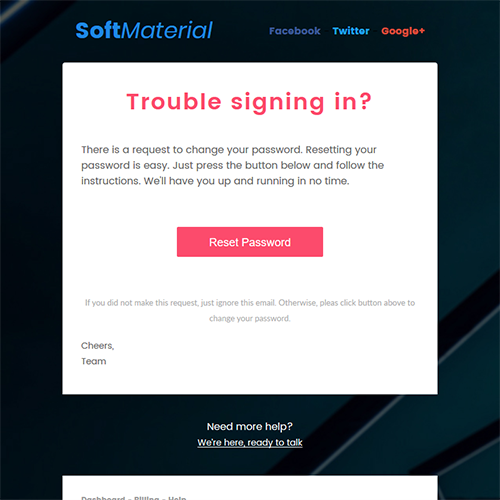 SoftMaterial Facebook Twitter Google+
Trouble signing in?
There is a request to change your password. Resetting your
password is easy. Just press the button below and follow the
instructions. We'll have you up and running in no time.
Reset Password
If you did not make this request, just ignore this email. Otherwise, pleas click button above to
change your password.
Cheers,
Team
Need more help?
We're here, ready to talk
Dashboard - Billing - Help